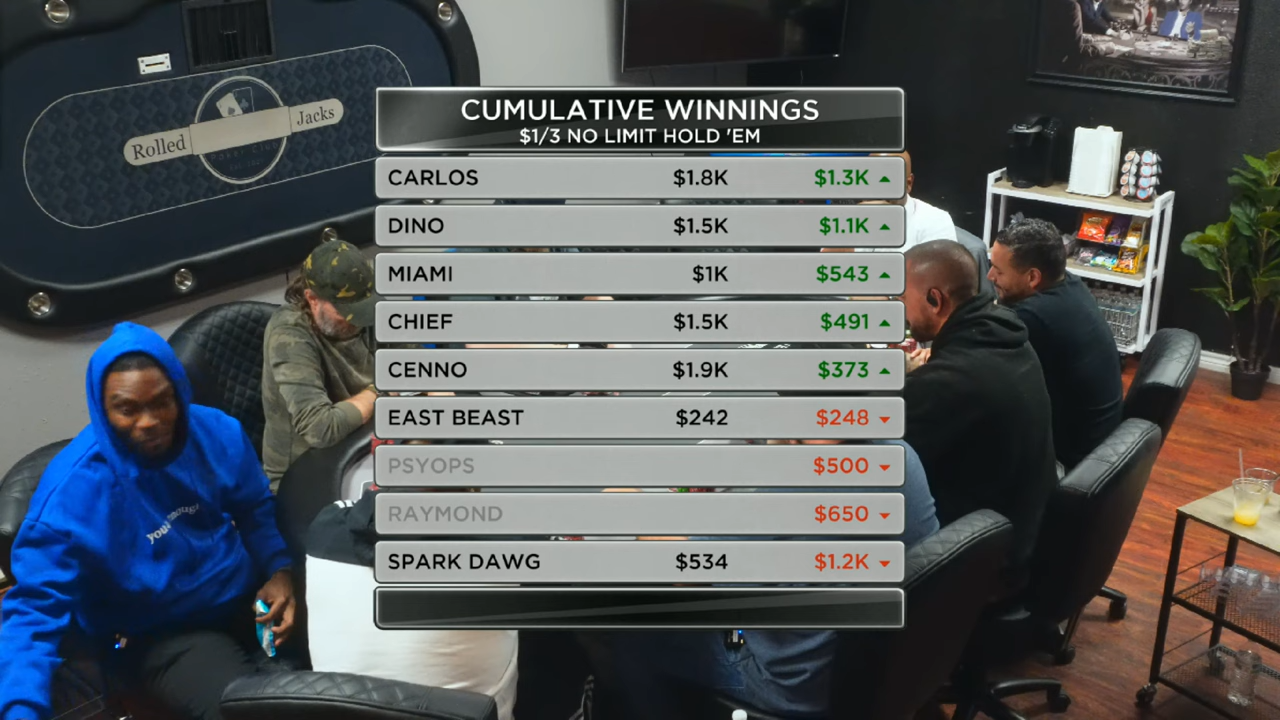 Rolled Jacks
CUMULATIVE WINNINGS
$1/3 NO LIMIT HOLD 'EM
CARLOS $1.8K $1.3K
DINO $1.5K $1.1K
MIAMI $1K $543
CHIEF $1.5K $491
CENNO $1.9K $373
EAST BEAST $242 $248
PSYOPS $500
RAYMOND $650
SPARK DAWG $534 $1.2K